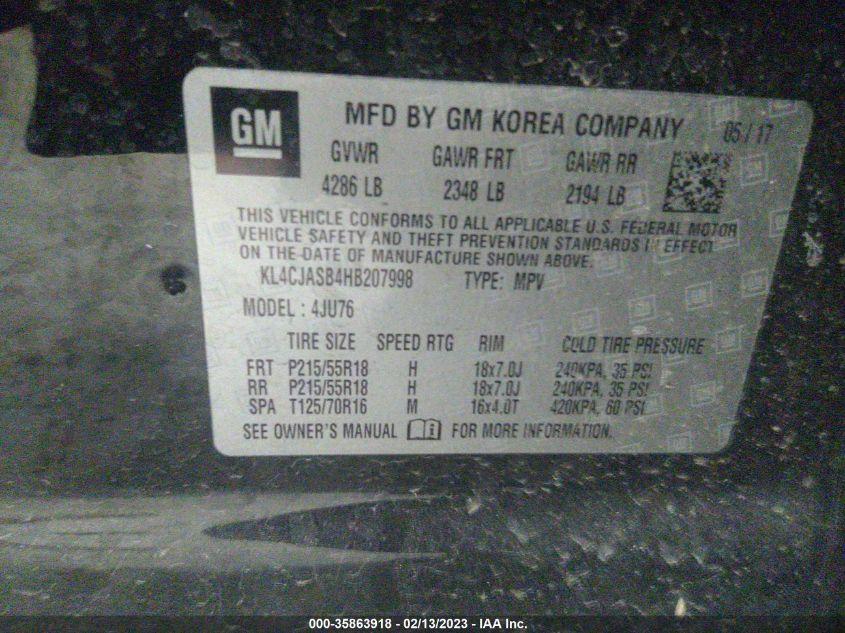 GM
MFD BY GM KOREA COMPANY 05/17
GVWR GAWR FRT GAWR RR
4286 LB 2348 LB 2194 LB
THIS VEHICLE CONFORMS TO ALL APPLICABLE U.S. FEDERAL MOTOR
VEHICLE SAFETY AND THEFT PREVENTION STANDARDS IN EFFECT
ON THE DATE OF MANUFACTURE SHOWN ABOVE.
KL4CJASB4HB207998 TYPE: MPV
MODEL : 4JU76
TIRE SIZE SPEED RTG RIM COLD TIRE PRESSURE
FRT P215/55R18 H 18x7.0J 240KPA, 35 PSI
RR P215/55R18 H 18x7.0J 240KPA, 35 PSI
SPA T125/70R16 M 16x4.0T 420KPA, 60 PSI
SEE OWNER'S MANUAL FOR MORE INFORMATION.
000-35863918 - 02/13/2023 - IAA Inc.